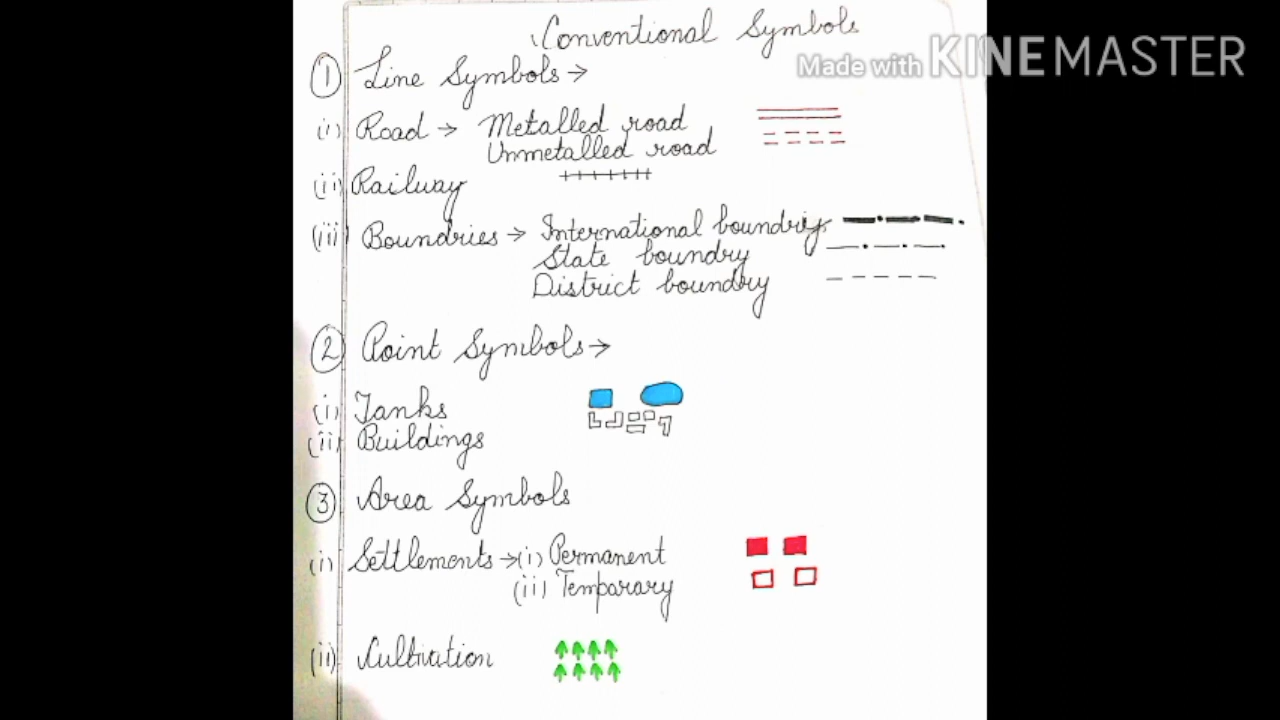 Conventional Symbols
Made with KINEMASTER
1 Line Symbols →
(i) Road → Metalled road
Unmetalled road
(ii) Railway
(iii) Boundries → International boundriy
State boundry
District boundry
2 Point Symbols →
(i) Tanks
(ii) Buildings
3 Area Symbols
(i) Settlements → (i) Permanent
(ii) Temparary
(ii) Cultivation